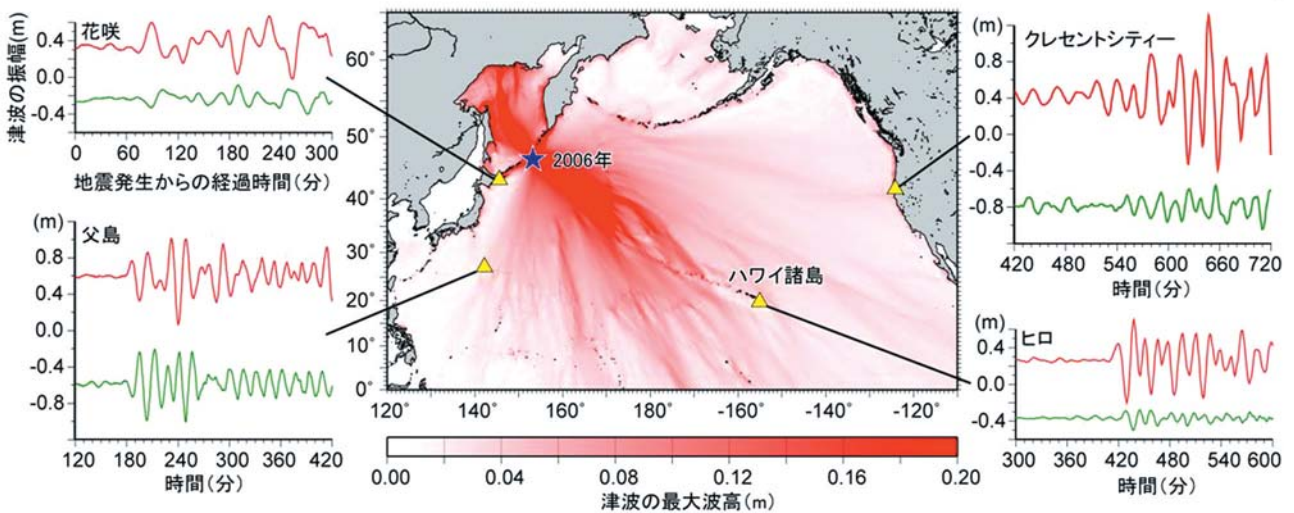 花咲
津波の振幅(m)
0.4
0.0
-0.4
0 60 120 180 240 300
地震発生からの経過時間(分)
(m)
父島
0.4
0.0
-0.4
-0.8
120 180 240 300 360 420
時間(分)
60°
50°
40°
30°
20°
10°
0°
2006年
ハワイ諸島
120 140 160° 180° -160° -140° -120
0.00 0.04 0.08 0.12 0.16 0.20
津波の最大波高(m)
(m)
クレセントシティー
0.8
0.4
0.0
-0.8
420 480 540 600 660 720
時間(分)
(m)
ヒロ
0.4
0.0
-0.4
300 360 420 480 540 600
時間(分)